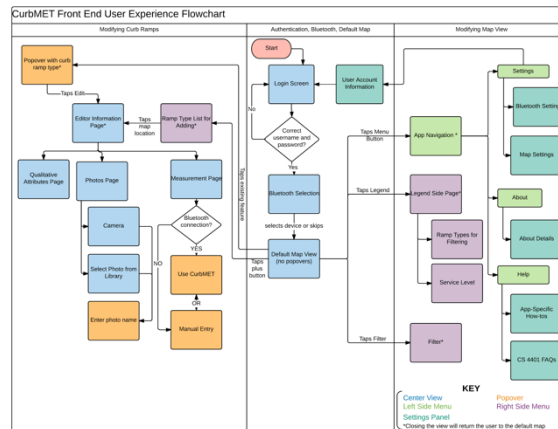 CurbMET Front End User Experience Flowchart
Modifying Curb Ramps
Authentication, Bluetooth, Default Map
Modifying Map View
Popover with curb
ramp type*
Taps Edit
Editor Information
Page*
Taps
map
location
Ramp Type List for
Adding*
Qualitative
Attributes Page
Photos Page
Measurement Page
Camera
Select Photo from
Library
Enter photo name
Bluetooth
connection?
YES
NO
Use CurbMET
OR
Manual Entry
Start
Login Screen
User Account
Information
No
Correct
username and
password?
Yes
Bluetooth Selection
selects device or skips
Default Map View
(no popovers)
Taps existing feature
Taps
plus
button
Taps Menu
Button
Taps Legend
Taps Filter
App Navigation *
Legend Side Page*
Ramp Types for
Filtering
Service Level
Filter*
Settings
Bluetooth Setting
Map Settings
About
About Details
Help
App-Specific
How-tos
CS 4401 FAQs
KEY
Center View
Popover
Left Side Menu
Right Side Menu
Settings Panel
*Closing the view will return the user to the default map